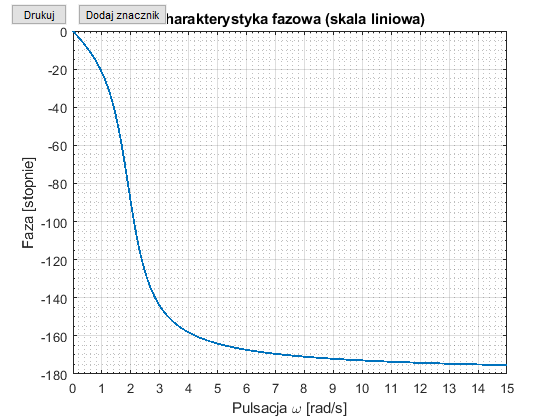 Drukuj
Dodaj znacznik
harakterystyka fazowa (skala liniowa)
Faza [stopnie]
0
-20
-40
-60
-80
-100
-120
-140
-160
-180
0 1 2 3 4 5 6 7 8 9 10 11 12 13 14 15
Pulsacja ω [rad/s]